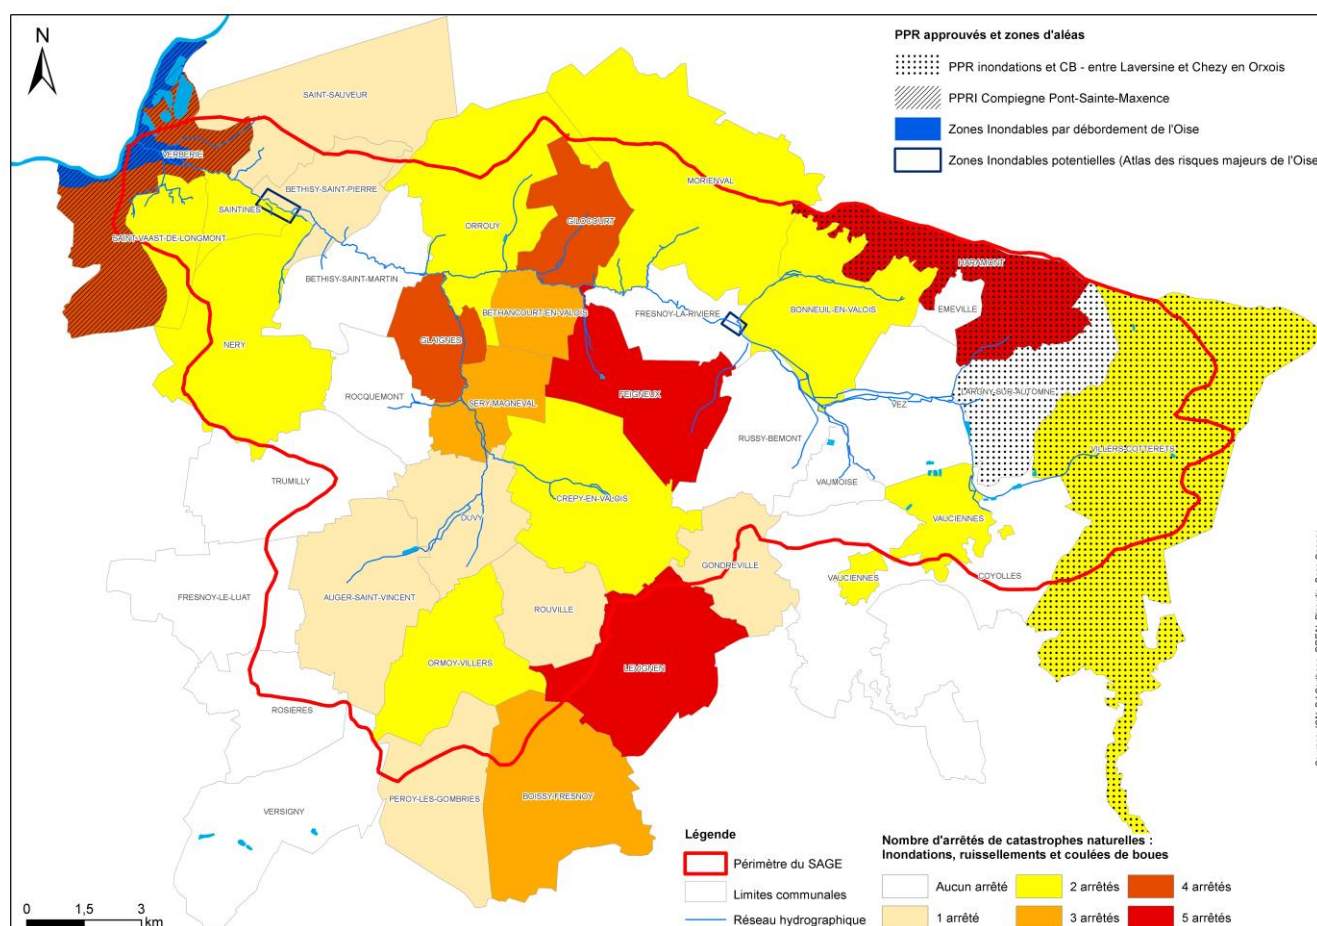 N
PPR approuvés et zones d'aléas
PPR inondations et CB - entre Laversine et Chezy en Orxois
PPRI Compiegne Pont-Sainte-Maxence
Zones Inondables par débordement de l'Oise
Zones Inondables potentielles (Atlas des risques majeurs de l'Oise
SAINT-SAUVEUR
VERBERIE
BETHISY-SAINT-PIERRE
MORIENVAL
SAINTINES
ORROUY
GILOCOURT
SAINT-VAAST-DE-LONGMONT
HARAMONT
BETHISY-SAINT-MARTIN
BETHANCOURT-EN-VALOIS
FRESNOY-LA-RIVIERE
BONNEUIL-EN-VALOIS
EMEVILLE
GLAIGNES
NERY
LARGNY-SUR-AUTOMNE
FEIGNEUX
ROCQUEMONT
SERY-MAGNEVAL
VEZ
RUSSY-BEMONT
VILLERS-COTTERETS
TRUMILLY
VAUMOISE
CREPY-EN-VALOIS
DUVY
VAUCIENNES
GONDREVILLE
COYOLLES
VAUCIENNES
FRESNOY-LE-LUAT
AUGER-SAINT-VINCENT
ROUVILLE
ORMOY-VILLERS
LEVIGNEN
ROSIERES
PEROY-LES-GOMBRIES
BOISSY-FRESNOY
VERSIGNY
Légende
Périmètre du SAGE
Limites communales
Réseau hydrographique
Nombre d'arrêtés de catastrophes naturelles :
Inondations, ruissellements et coulées de boues
Aucun arrêté
2 arrêtés
4 arrêtés
1 arrêté
3 arrêtés
5 arrêtés
0 1,5 3
km